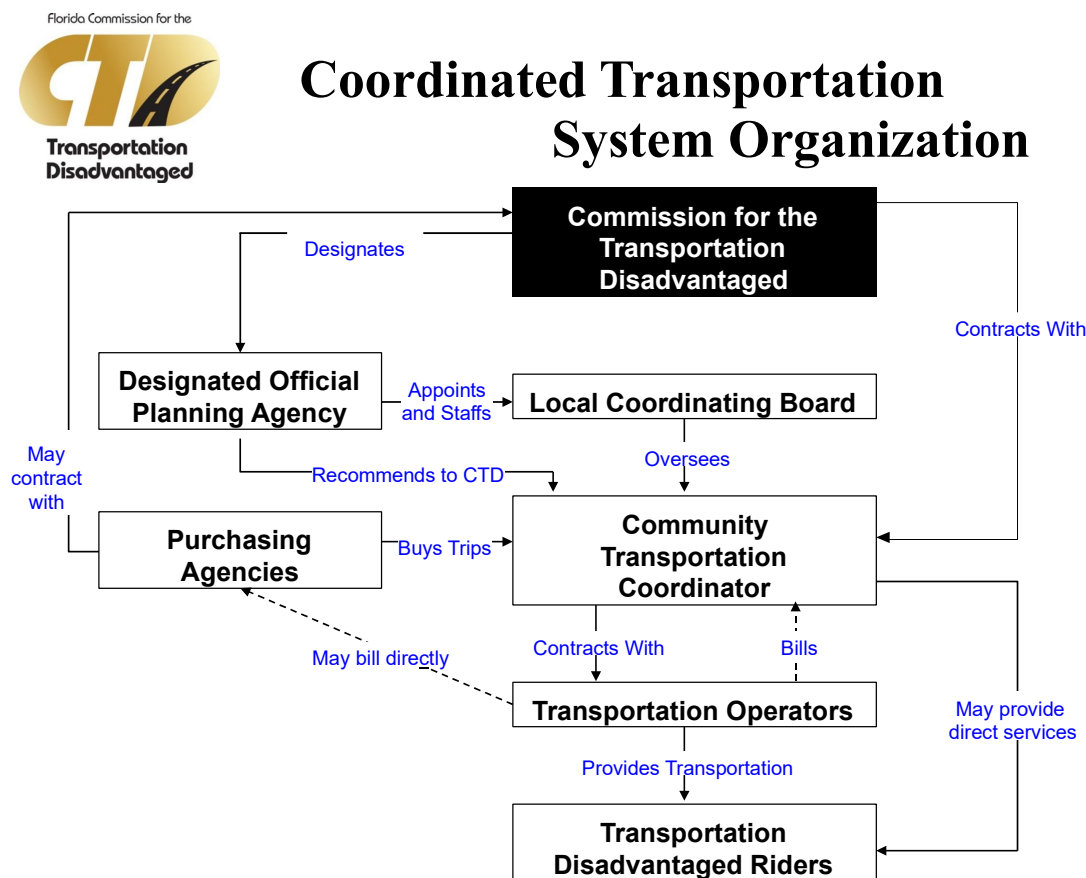 Florida Commission for the
CTD
Transportation
Disadvantaged
Coordinated Transportation
System Organization
Commission for the
Transportation
Disadvantaged
Designates
Contracts With
Designated Official
Planning Agency
Appoints
and Staffs
Local Coordinating Board
May
contract
with
Recommends to CTD
Oversees
Purchasing
Agencies
Buys Trips
Community
Transportation
Coordinator
May bill directly
Contracts With
Bills
Transportation Operators
May provide
direct services
Provides Transportation
Transportation
Disadvantaged Riders